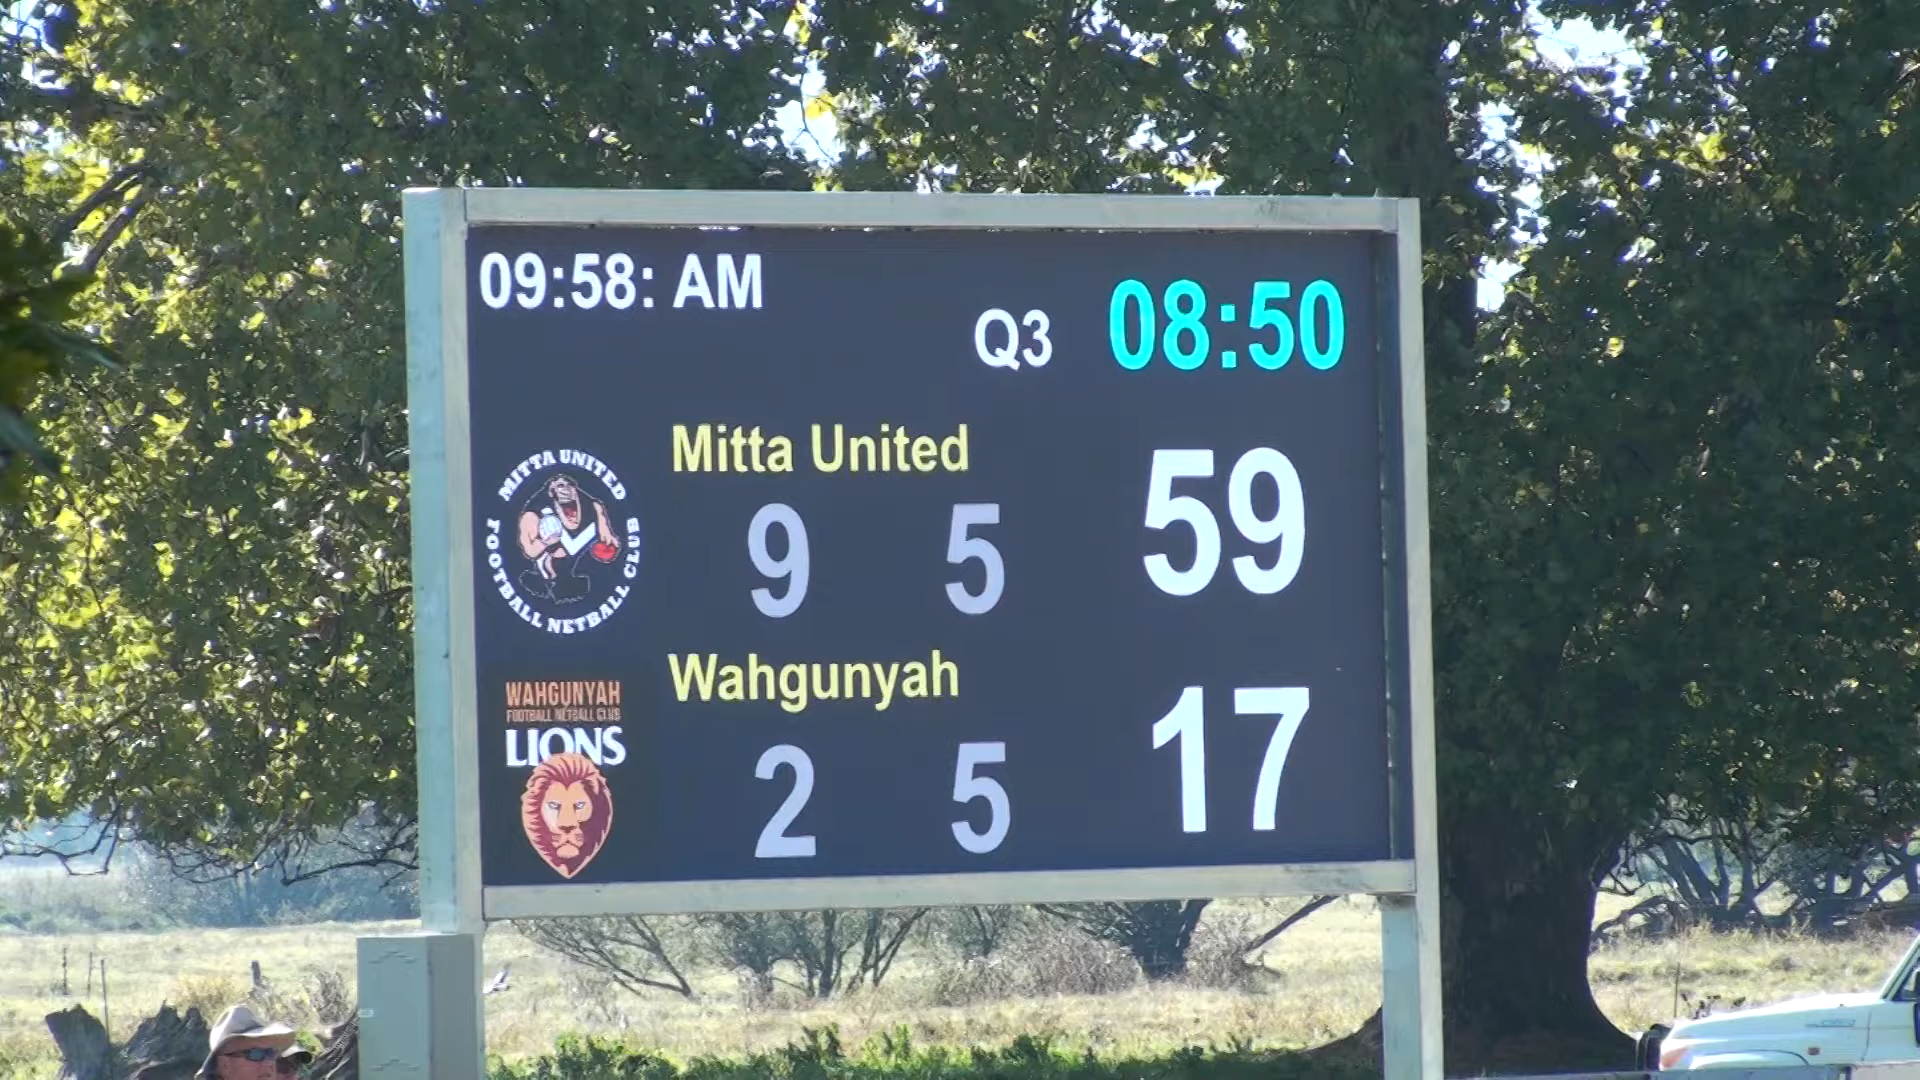 09:58: AM
Q3 08:50
MITTA UNITED
FOOTBALL NETBALL CLUB
Mitta United
9 5 59
WAHGUNYAH
FOOTBALL NETBALL CLUB
LIONS
Wahgunyah
2 5 17